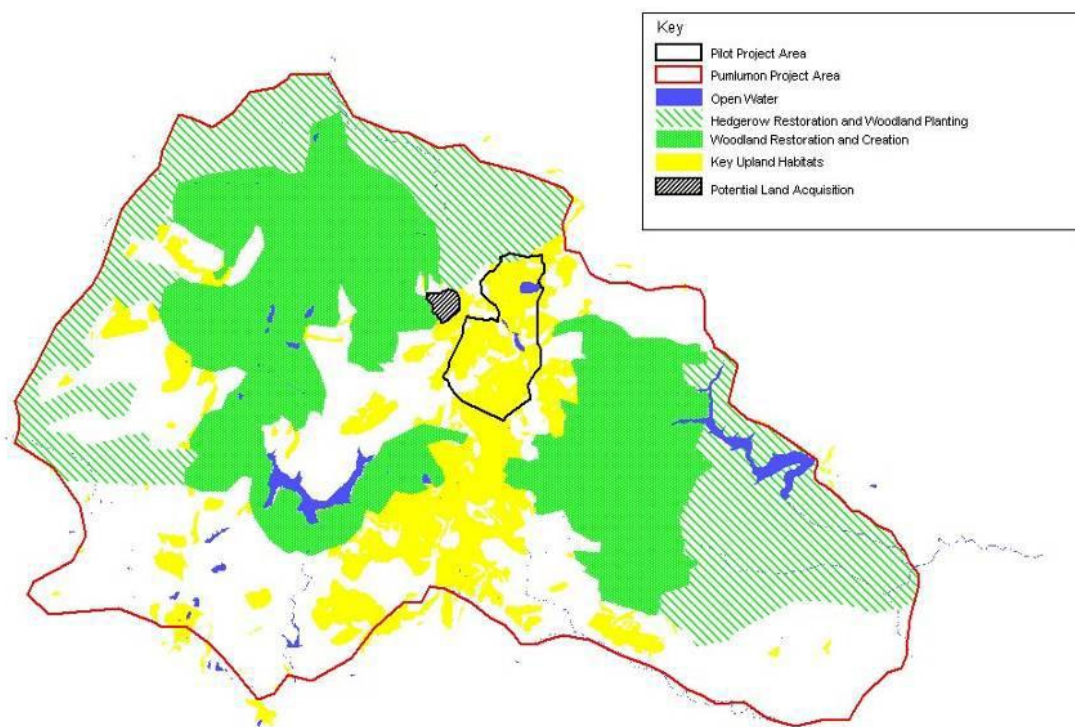 Key
Pilot Project Area
Pumlumon Project Area
Open Water
Hedgerow Restoration and Woodland Planting
Woodland Restoration and Creation
Key Upland Habitats
Potential Land Acquisition